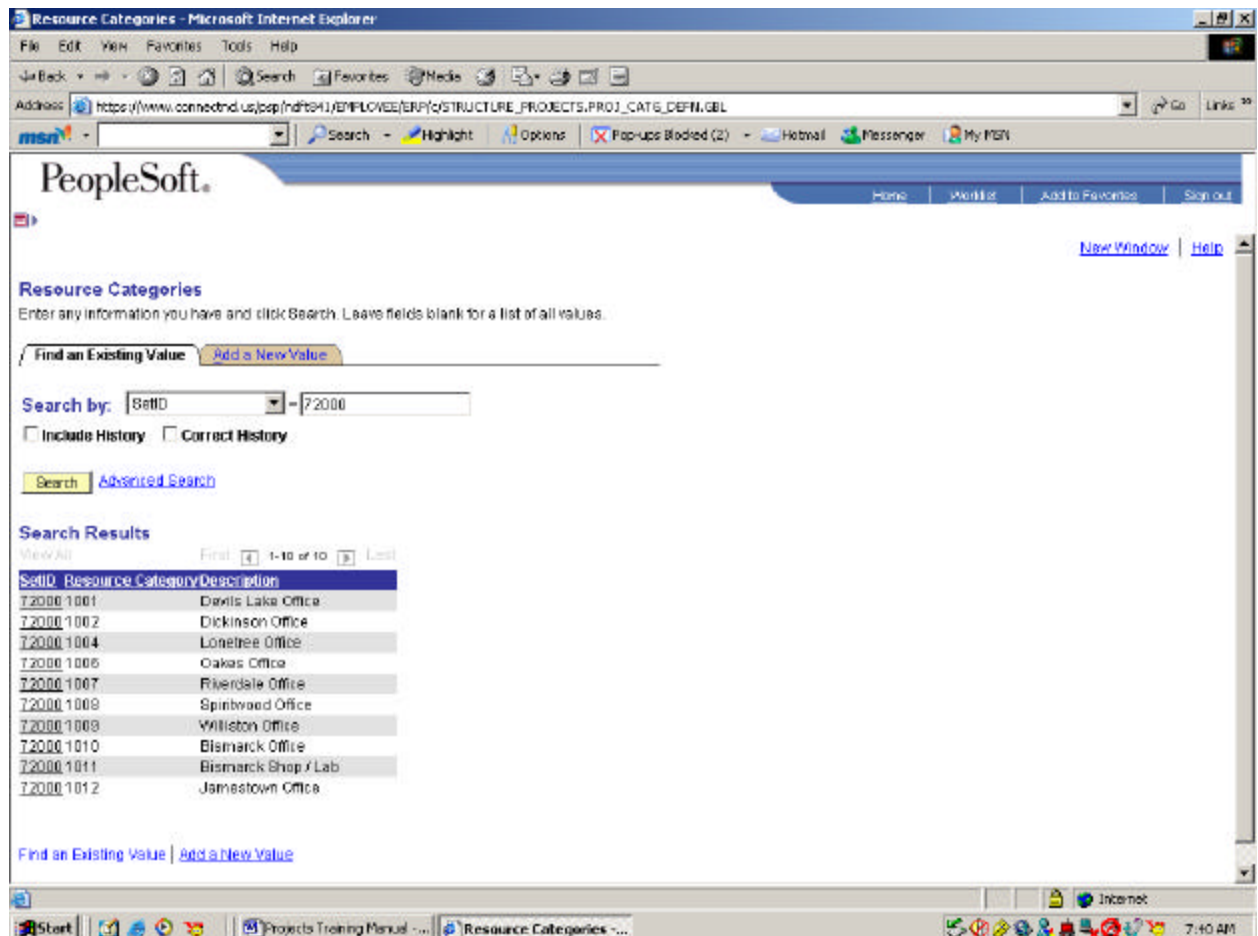 Resource Categories - Microsoft Internet Explorer
File Edit View Favorites Tools Help
Back Search Favorites Media
Address https://www.connectnd.us/psp/ndft841/EMPLOYEE/ERP/c/STRUCTURE_PROJECTS.PROJ_CATG_DEFN.GBL Go Links »
msn Search Highlight Options Pop-ups Blocked (2) Hotmail Messenger My MSN
PeopleSoft.
Home Worklist Add to Favorites Sign out
New Window Help
Resource Categories
Enter any information you have and click Search. Leave fields blank for a list of all values.
Find an Existing Value Add a New Value
Search by: SetID = 72000
Include History Correct History
Search Advanced Search
Search Results
View All First 1-10 of 10 Last
SetID Resource Category Description
72000 1001 Devils Lake Office
72000 1002 Dickinson Office
72000 1004 Lonetree Office
72000 1006 Oakes Office
72000 1007 Riverdale Office
72000 1008 Spiritwood Office
72000 1009 Williston Office
72000 1010 Bismarck Office
72000 1011 Bismarck Shop / Lab
72000 1012 Jamestown Office
Find an Existing Value | Add a New Value
Internet
Start Projects Training Manual -... Resource Categories -... 7:40 AM